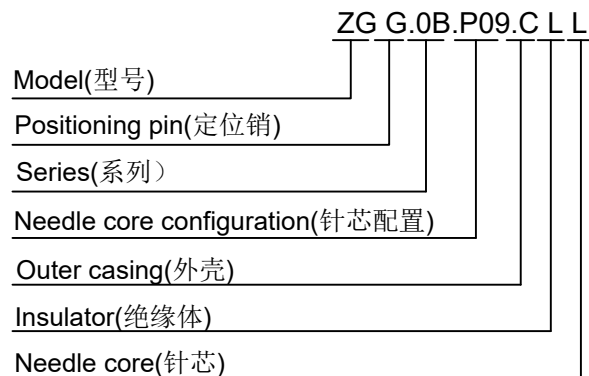 ZG G.0B.P09.C L L
Model(型号)
Positioning pin(定位销)
Series(系列）
Needle core configuration(针芯配置)
Outer casing(外壳)
Insulator(绝缘体)
Needle core(针芯)